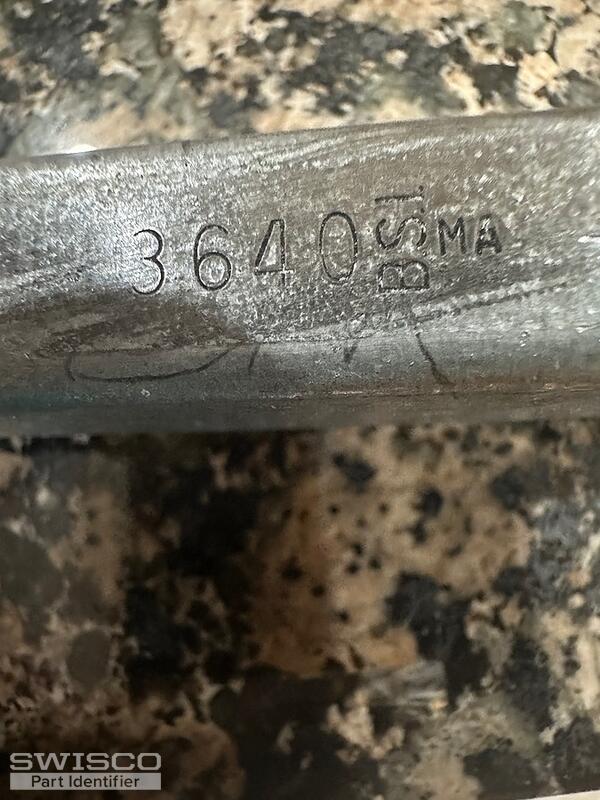 3640 BSI MA
SWISCO
Part Identifier